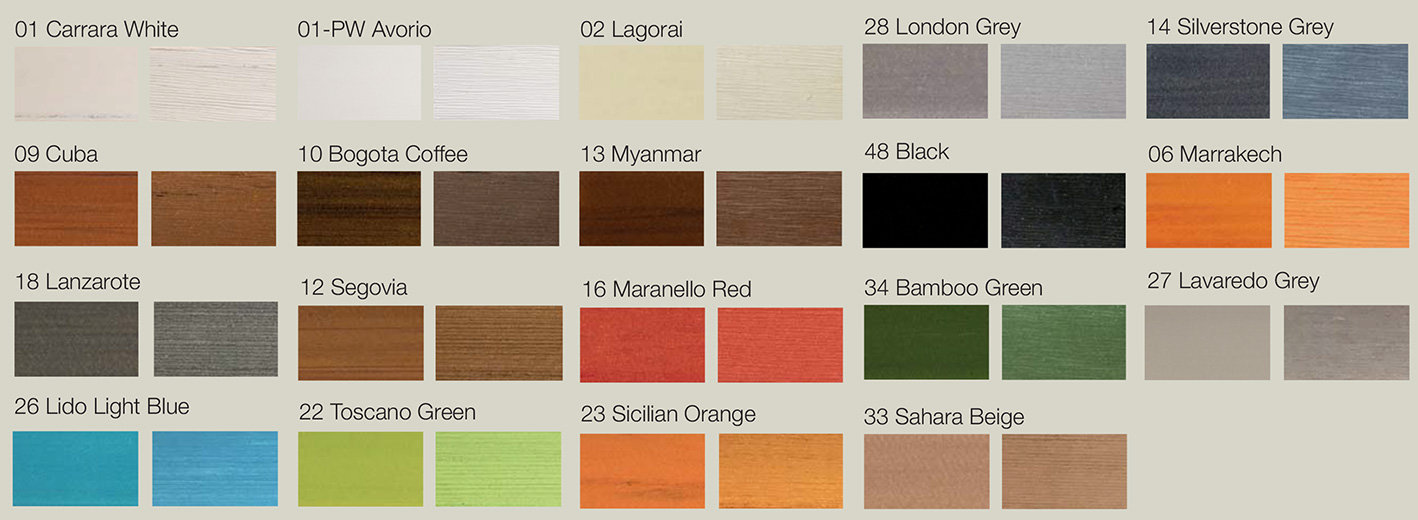 01 Carrara White
01-PW Avorio
02 Lagorai
28 London Grey
14 Silverstone Grey
09 Cuba
10 Bogota Coffee
13 Myanmar
48 Black
06 Marrakech
18 Lanzarote
12 Segovia
16 Maranello Red
34 Bamboo Green
27 Lavaredo Grey
26 Lido Light Blue
22 Toscano Green
23 Sicilian Orange
33 Sahara Beige